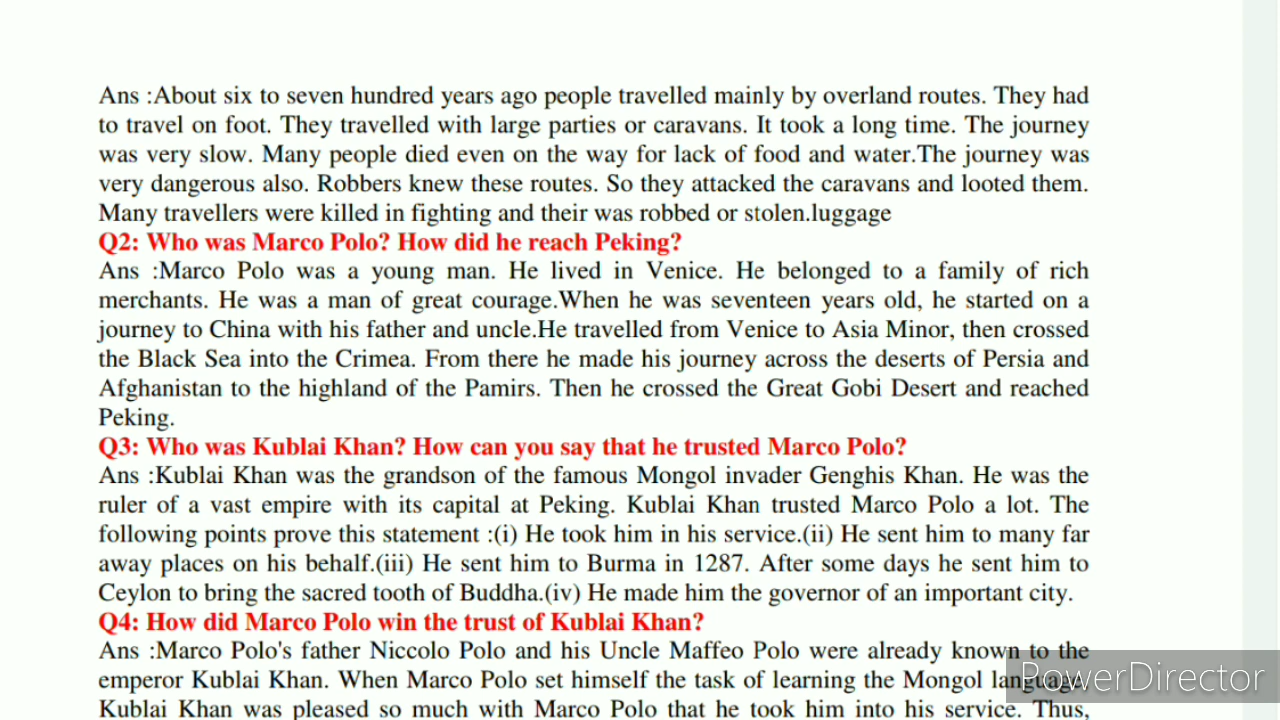 Ans :About six to seven hundred years ago people travelled mainly by overland routes. They had
to travel on foot. They travelled with large parties or caravans. It took a long time. The journey
was very slow. Many people died even on the way for lack of food and water.The journey was
very dangerous also. Robbers knew these routes. So they attacked the caravans and looted them.
Many travellers were killed in fighting and their was robbed or stolen.luggage
Q2: Who was Marco Polo? How did he reach Peking?
Ans :Marco Polo was a young man. He lived in Venice. He belonged to a family of rich
merchants. He was a man of great courage.When he was seventeen years old, he started on a
journey to China with his father and uncle.He travelled from Venice to Asia Minor, then crossed
the Black Sea into the Crimea. From there he made his journey across the deserts of Persia and
Afghanistan to the highland of the Pamirs. Then he crossed the Great Gobi Desert and reached
Peking.
Q3: Who was Kublai Khan? How can you say that he trusted Marco Polo?
Ans :Kublai Khan was the grandson of the famous Mongol invader Genghis Khan. He was the
ruler of a vast empire with its capital at Peking. Kublai Khan trusted Marco Polo a lot. The
following points prove this statement :(i) He took him in his service.(ii) He sent him to many far
away places on his behalf.(iii) He sent him to Burma in 1287. After some days he sent him to
Ceylon to bring the sacred tooth of Buddha.(iv) He made him the governor of an important city.
Q4: How did Marco Polo win the trust of Kublai Khan?
Ans :Marco Polo's father Niccolo Polo and his Uncle Maffeo Polo were already known to the
emperor Kublai Khan. When Marco Polo set himself the task of learning the Mongol language
Kublai Khan was pleased so much with Marco Polo that he took him into his service. Thus,
PowerDirector